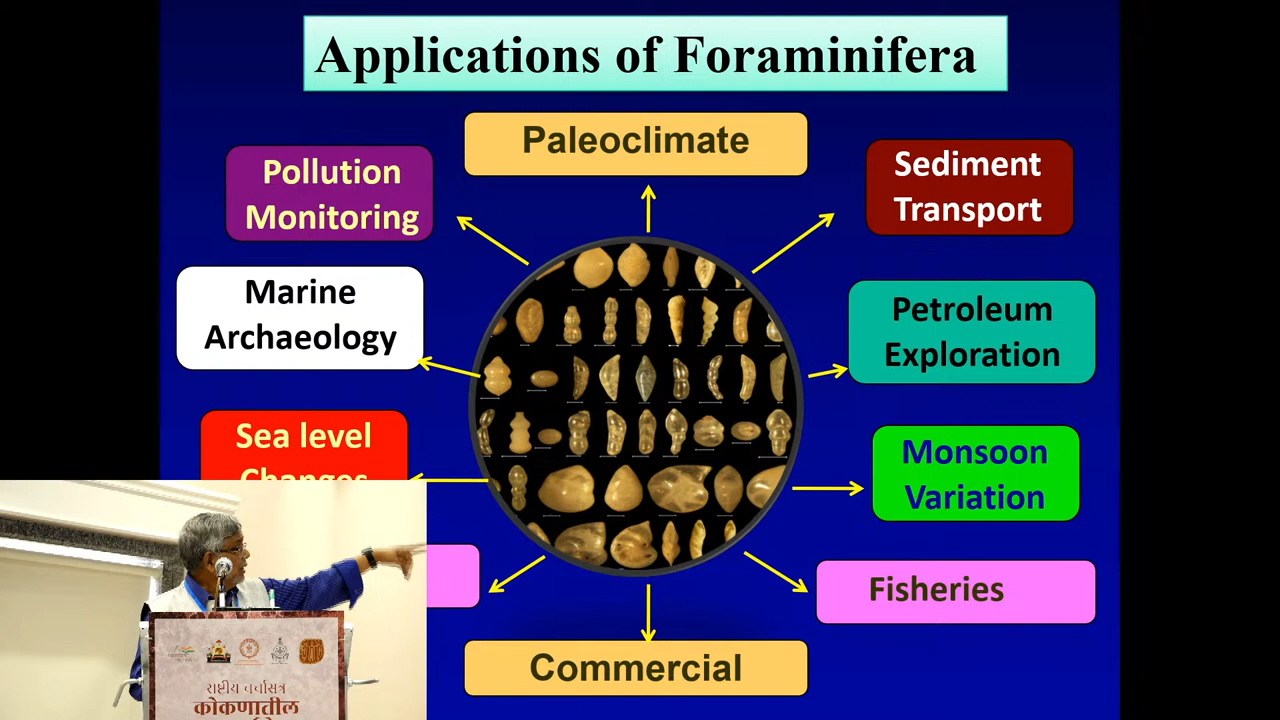 Applications of Foraminifera
Paleoclimate
Pollution
Monitoring
Sediment
Transport
Marine
Archaeology
Petroleum
Exploration
Sea level
Changes
Monsoon
Variation
Fisheries
Commercial
राष्ट्रीय चर्चासत्र
कोकणातील